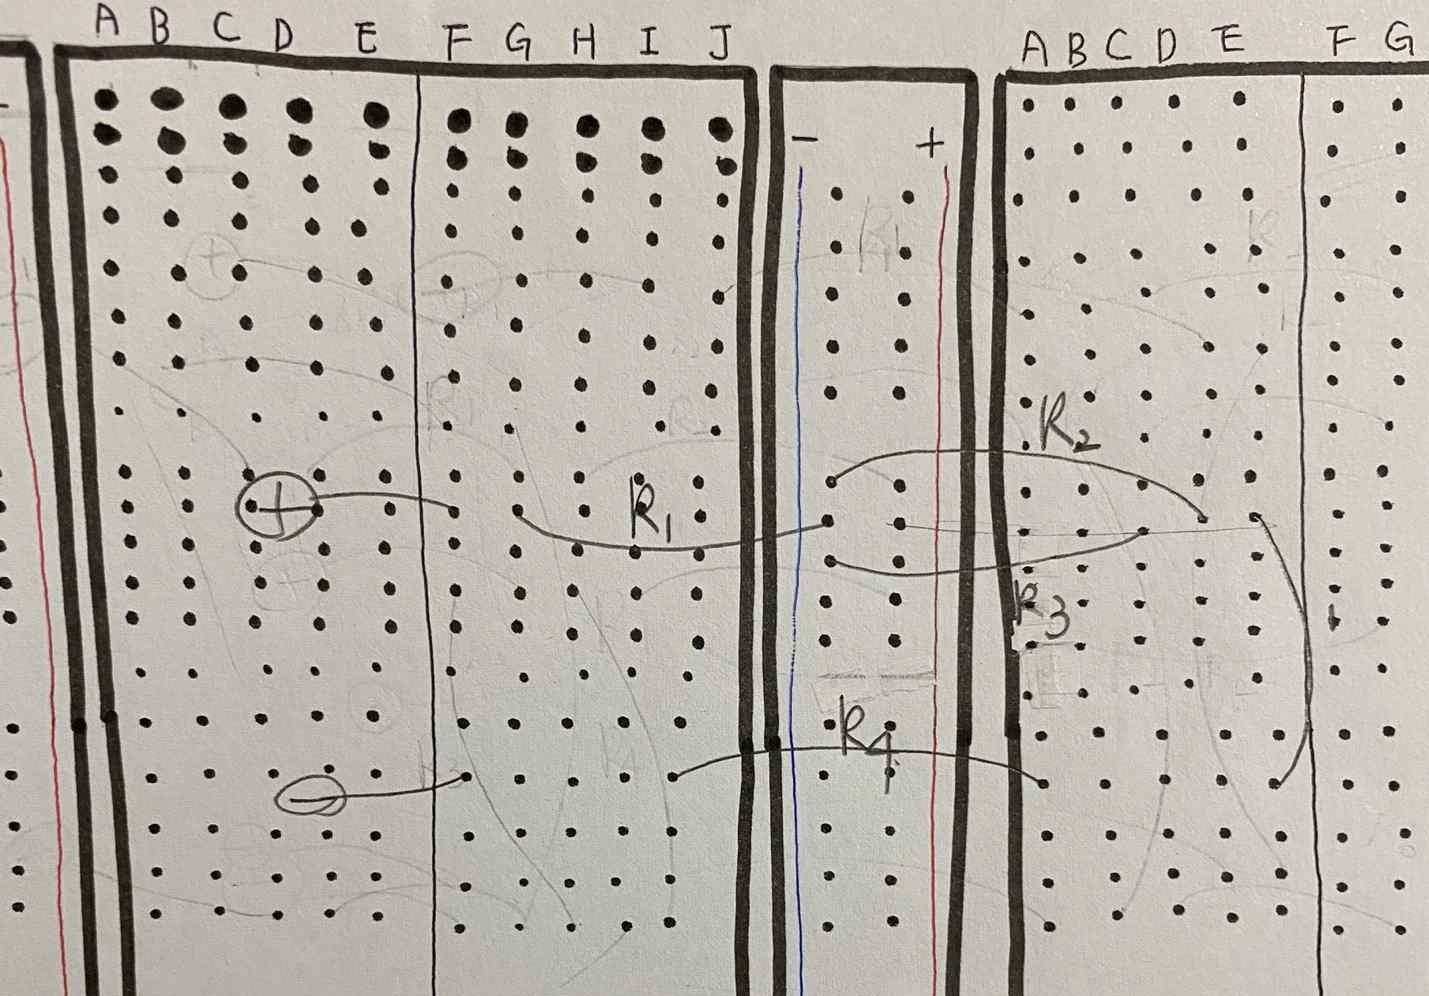 A B C D E F G H I J A B C D E F G
- +
R2
+ R1
R3
R4
-